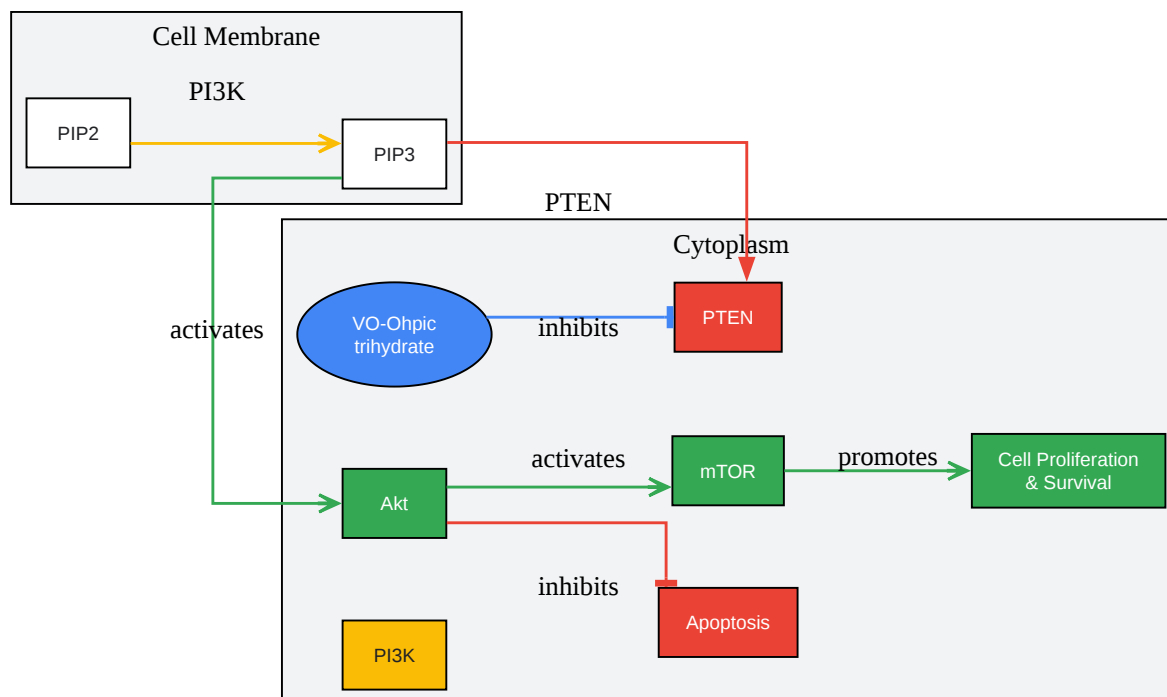 Cell Membrane
PI3K
PIP2
PIP3
PTEN
Cytoplasm
activates
VO-Ohpic
trihydrate
inhibits
PTEN
activates
mTOR
promotes
Cell Proliferation
& Survival
Akt
inhibits
Apoptosis
PI3K